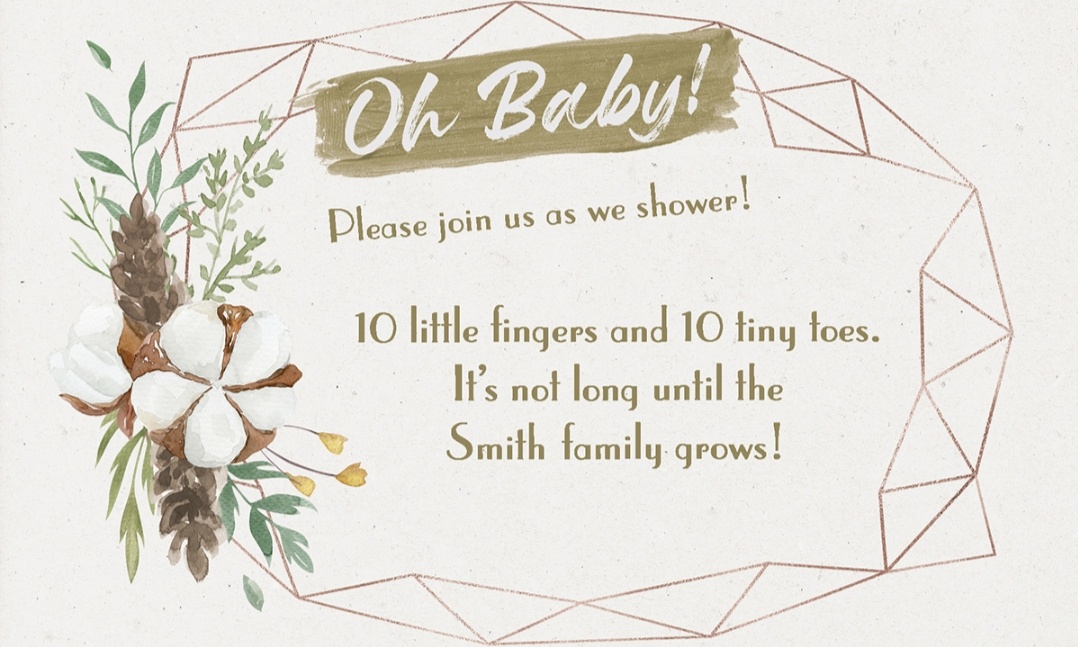 Oh Baby!
Please join us as we shower!
10 little fingers and 10 tiny toes.
It's not long until the
Smith family grows!